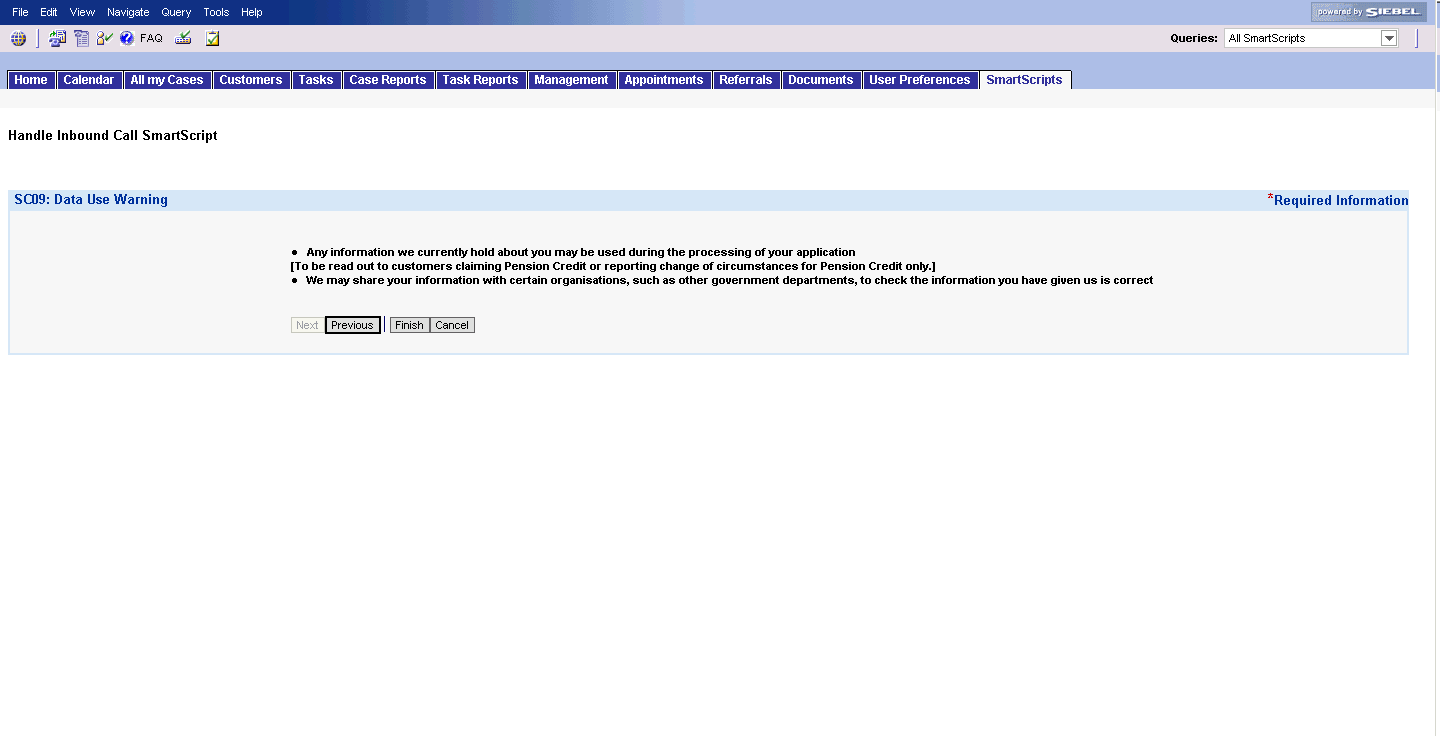 File Edit View Navigate Query Tools Help
powered by SIEBEL
FAQ
Queries: All SmartScripts
Home Calendar All my Cases Customers Tasks Case Reports Task Reports Management Appointments Referrals Documents User Preferences SmartScripts
Handle Inbound Call SmartScript
SC09: Data Use Warning
*Required Information
● Any information we currently hold about you may be used during the processing of your application
[To be read out to customers claiming Pension Credit or reporting change of circumstances for Pension Credit only.]
● We may share your information with certain organisations, such as other government departments, to check the information you have given us is correct
Next Previous Finish Cancel